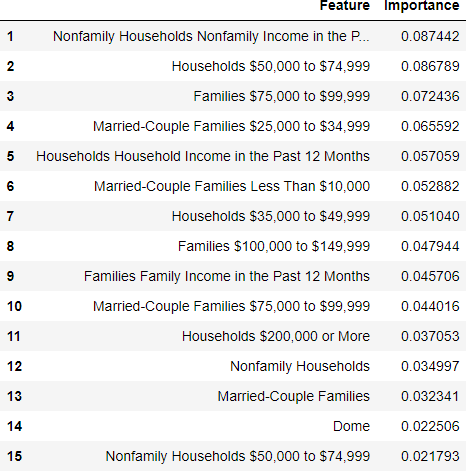 Feature Importance
1 Nonfamily Households Nonfamily Income in the P... 0.087442
2 Households $50,000 to $74,999 0.086789
3 Families $75,000 to $99,999 0.072436
4 Married-Couple Families $25,000 to $34,999 0.065592
5 Households Household Income in the Past 12 Months 0.057059
6 Married-Couple Families Less Than $10,000 0.052882
7 Households $35,000 to $49,999 0.051040
8 Families $100,000 to $149,999 0.047944
9 Families Family Income in the Past 12 Months 0.045706
10 Married-Couple Families $75,000 to $99,999 0.044016
11 Households $200,000 or More 0.037053
12 Nonfamily Households 0.034997
13 Married-Couple Families 0.032341
14 Dome 0.022506
15 Nonfamily Households $50,000 to $74,999 0.021793